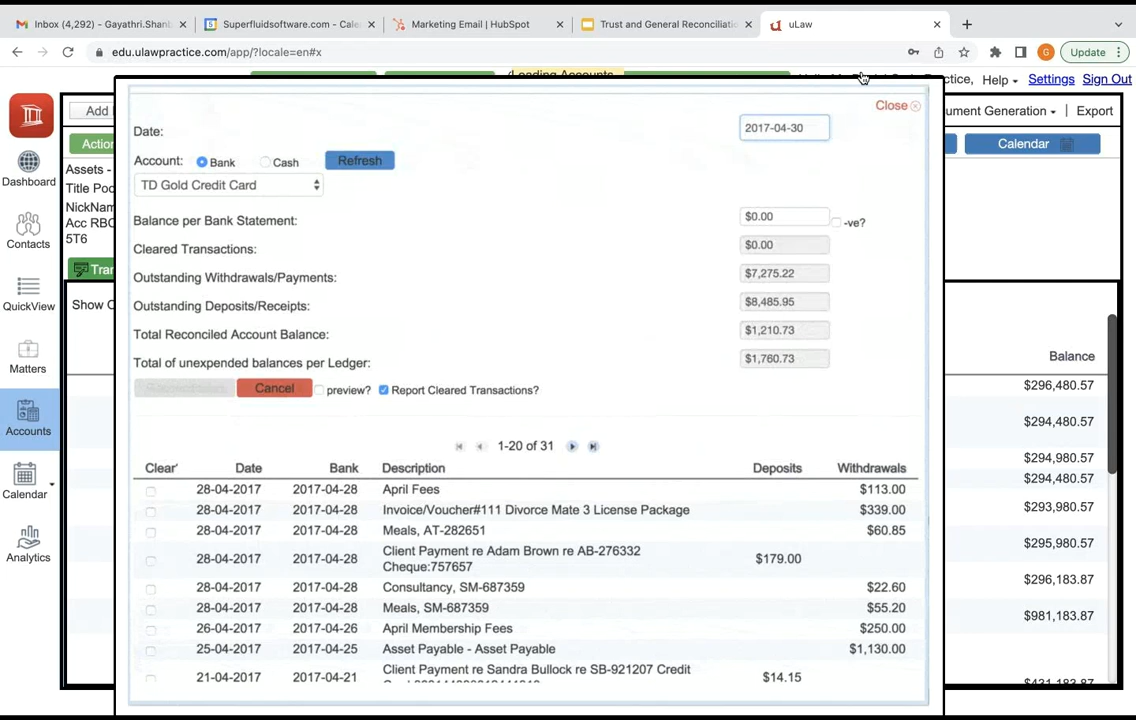 Inbox (4,292) - Gayathri.Shanb
Superfluidsoftware.com - Cale
Marketing Email | HubSpot
Trust and General Reconciliatio
uLaw
edu.ulawpractice.com/app/?locale=en#x
G
Update
Loading Accounts
ctice, Help
Settings
Sign Out
Add
ument Generation
Export
Close
Date:
2017-04-30
Action
Calendar
Account:
Bank
Cash
Refresh
Assets -
TD Gold Credit Card
Title Poo
NickNam
Acc RBC
5T6
Balance per Bank Statement:
$0.00
-ve?
Cleared Transactions:
$0.00
Outstanding Withdrawals/Payments:
$7,275.22
Tran
Outstanding Deposits/Receipts:
$8,485.95
Show C
Total Reconciled Account Balance:
$1,210.73
Total of unexpended balances per Ledger:
$1,760.73
Balance
Cancel
preview?
Report Cleared Transactions?
1-20 of 31
Clear' Date Bank Description Deposits Withdrawals
28-04-2017 2017-04-28 April Fees $113.00
28-04-2017 2017-04-28 Invoice/Voucher#111 Divorce Mate 3 License Package $339.00
28-04-2017 2017-04-28 Meals, AT-282651 $60.85
28-04-2017 2017-04-28 Client Payment re Adam Brown re AB-276332 $179.00
Cheque:757657
28-04-2017 2017-04-28 Consultancy, SM-687359 $22.60
28-04-2017 2017-04-28 Meals, SM-687359 $55.20
26-04-2017 2017-04-26 April Membership Fees $250.00
25-04-2017 2017-04-25 Asset Payable - Asset Payable $1,130.00
21-04-2017 2017-04-21 Client Payment re Sandra Bullock re SB-921207 Credit $14.15
$296,480.57
$294,480.57
$294,980.57
$294,480.57
$293,980.57
$295,980.57
$296,183.87
$981,183.87
Dashboard
Contacts
QuickView
Matters
Accounts
Calendar
Analytics